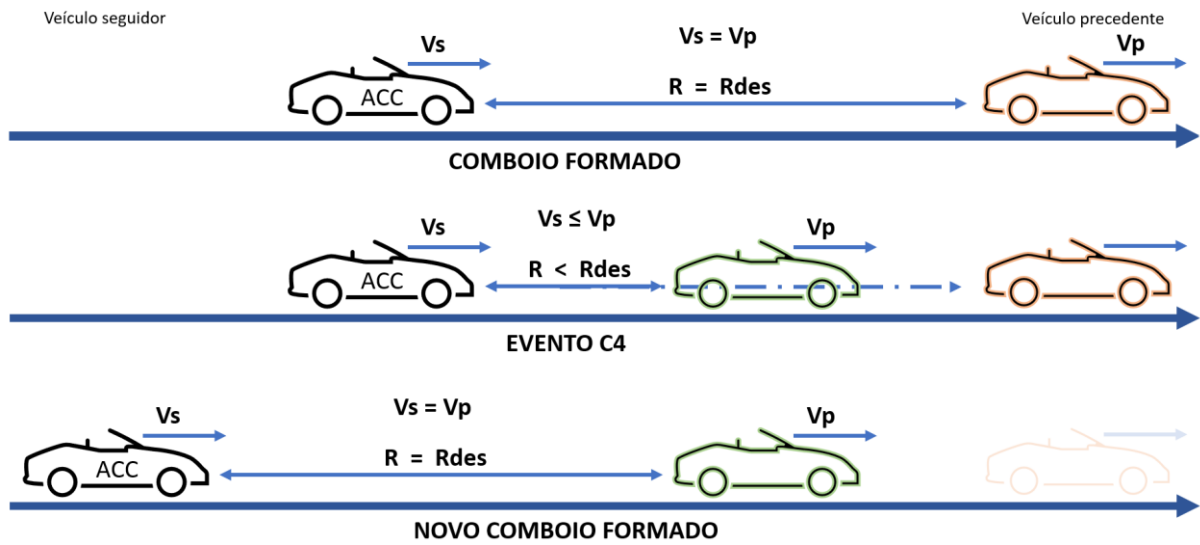 Veículo seguidor
Veículo precedente
Vs
Vs = Vp
Vp
ACC
R = Rdes
COMBOIO FORMADO
Vs
Vs ≤ Vp
Vp
ACC
R < Rdes
EVENTO C4
Vs
Vs = Vp
Vp
ACC
R = Rdes
NOVO COMBOIO FORMADO